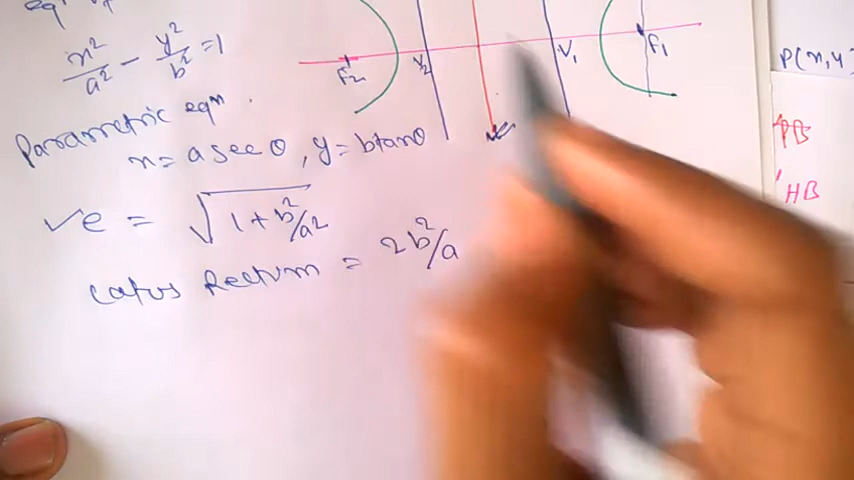 eqn
x²/a² - y²/b² = 1
Parametric eqn
x = a sec θ, y = b tan θ
✓e = √(1 + b²/a²)
Latus Rectum = 2b²/a
F2
V2
V1
F1
P(x, y
PB
HB